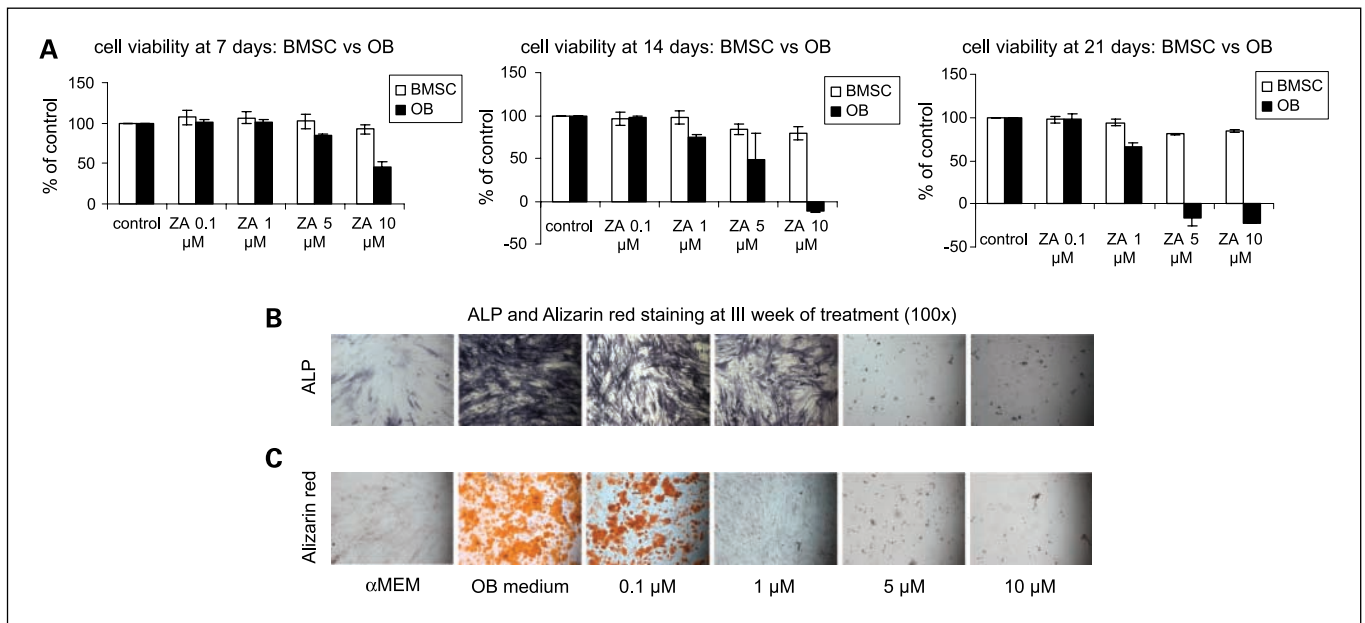 A
cell viability at 7 days: BMSC vs OB
% of control
150
100
50
0
BMSC
OB
control
ZA 0.1 µM
ZA 1 µM
ZA 5 µM
ZA 10 µM
cell viability at 14 days: BMSC vs OB
% of control
150
100
50
0
-50
BMSC
OB
control
ZA 0.1 µM
ZA 1 µM
ZA 5 µM
ZA 10 µM
cell viability at 21 days: BMSC vs OB
% of control
150
100
50
0
-50
BMSC
OB
control
ZA 0.1 µM
ZA 1 µM
ZA 5 µM
ZA 10 µM
B
ALP and Alizarin red staining at III week of treatment (100x)
ALP
C
Alizarin red
αMEM
OB medium
0.1 µM
1 µM
5 µM
10 µM